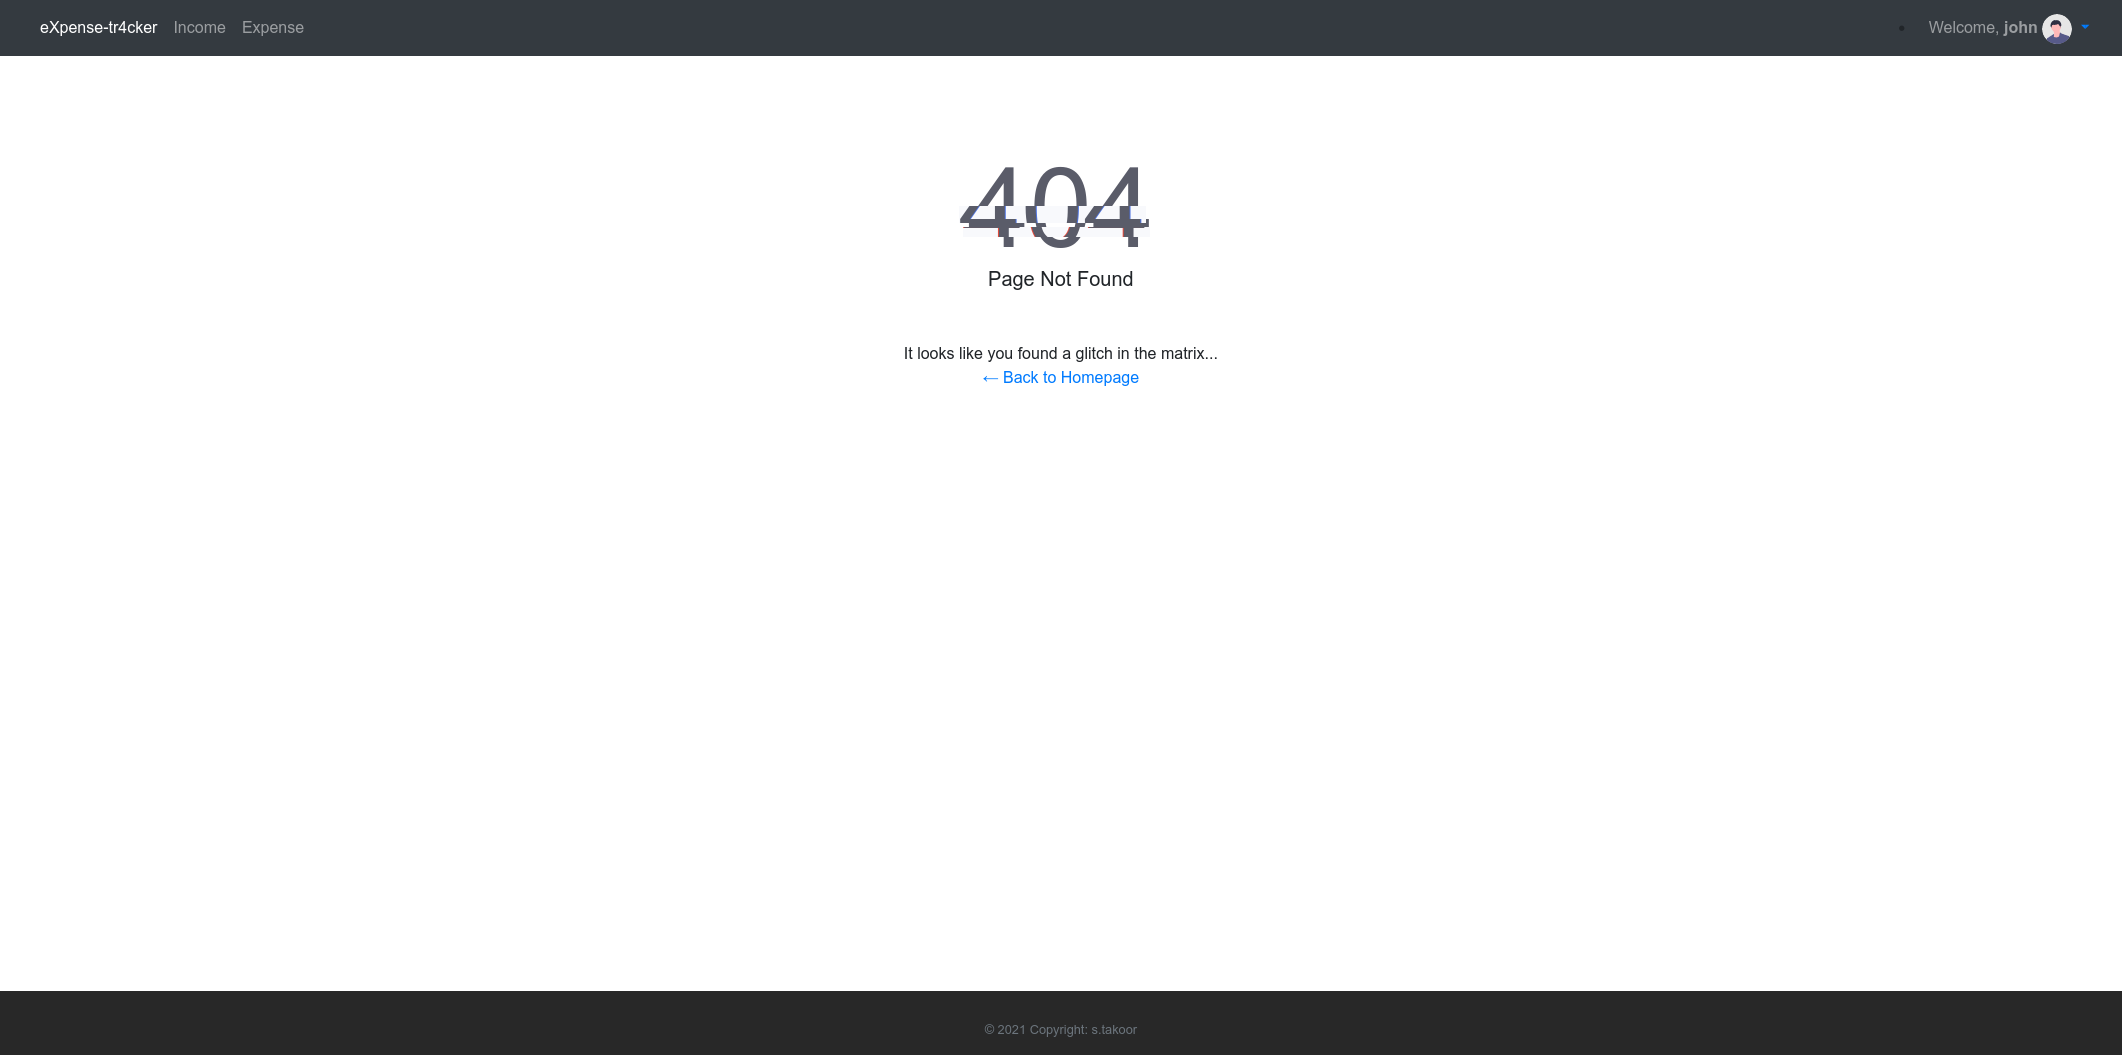 eXpense-tr4cker Income Expense Welcome, john
404
Page Not Found
It looks like you found a glitch in the matrix...
← Back to Homepage
© 2021 Copyright: s.takoor